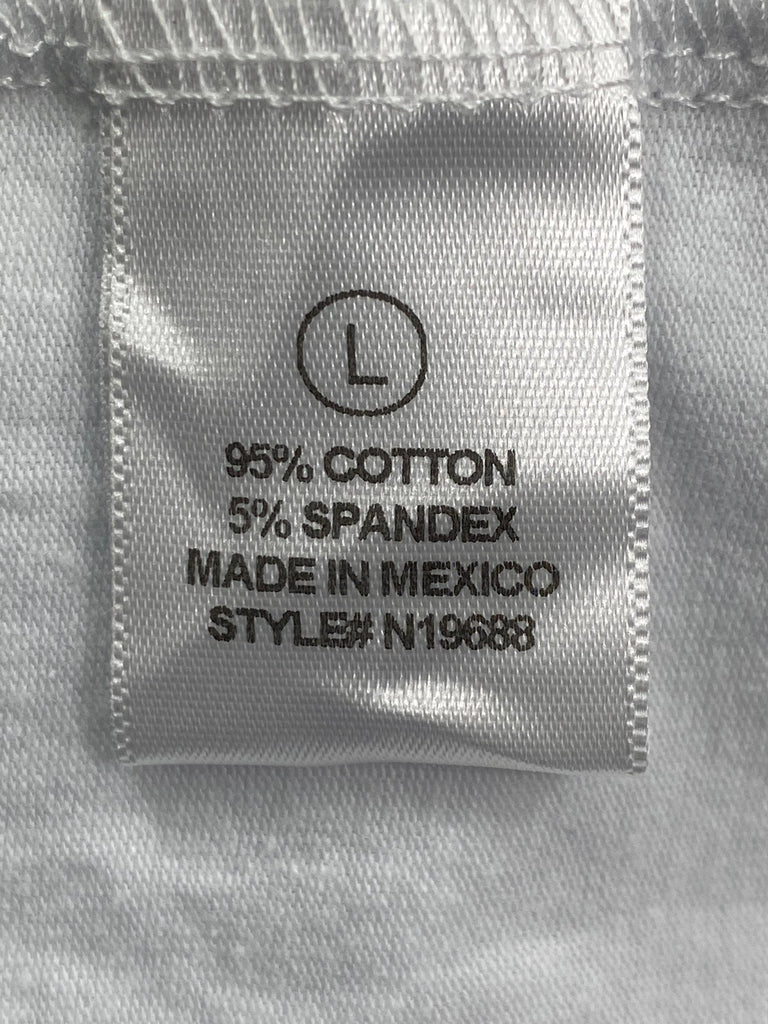 L
95% COTTON
5% SPANDEX
MADE IN MEXICO
STYLE# N19688